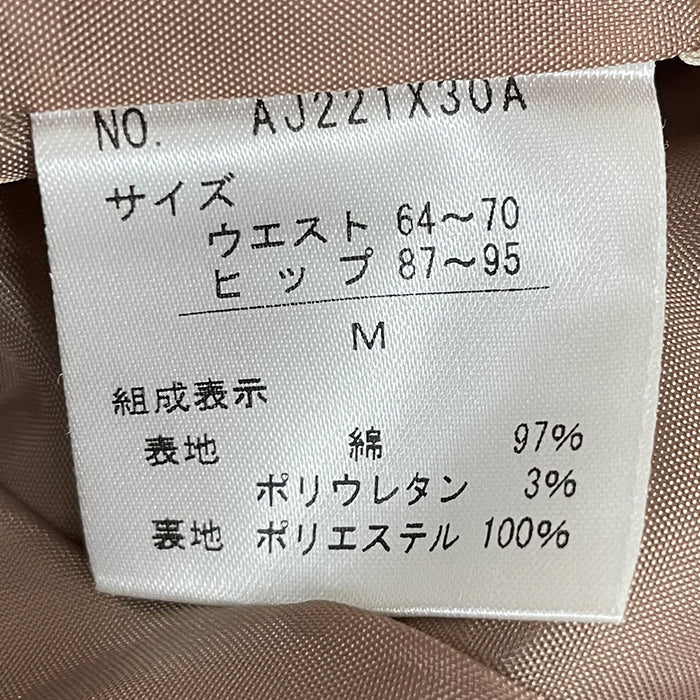 NO. AJ221X30A
サイズ
ウエスト 64～70
ヒップ 87～95
M
組成表示
表地 綿 97%
ポリウレタン 3%
裏地 ポリエステル 100%